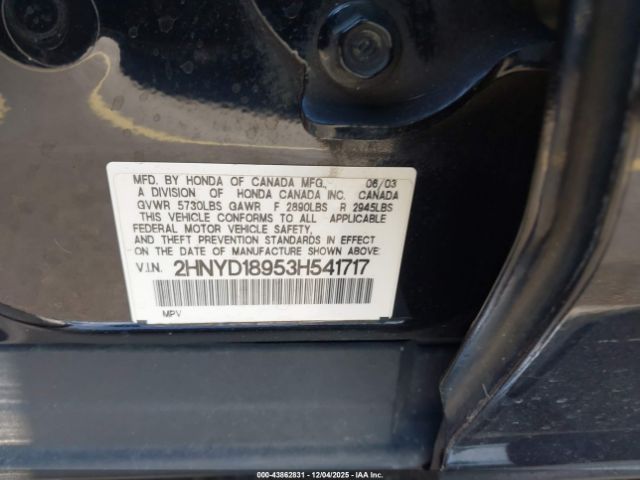 MFD. BY HONDA OF CANADA MFG., 06/03
A DIVISION OF HONDA CANADA INC. CANADA
GVWR 5730LBS GAWR F 2890LBS R 2945LBS
THIS VEHICLE CONFORMS TO ALL APPLICABLE
FEDERAL MOTOR VEHICLE SAFETY,
AND THEFT PREVENTION STANDARDS IN EFFECT
ON THE DATE OF MANUFACTURE SHOWN ABOVE.
V.I.N. 2HNYD18953H541717
MPV
00-43862831 - 12/04/2025 - IAA Inc.